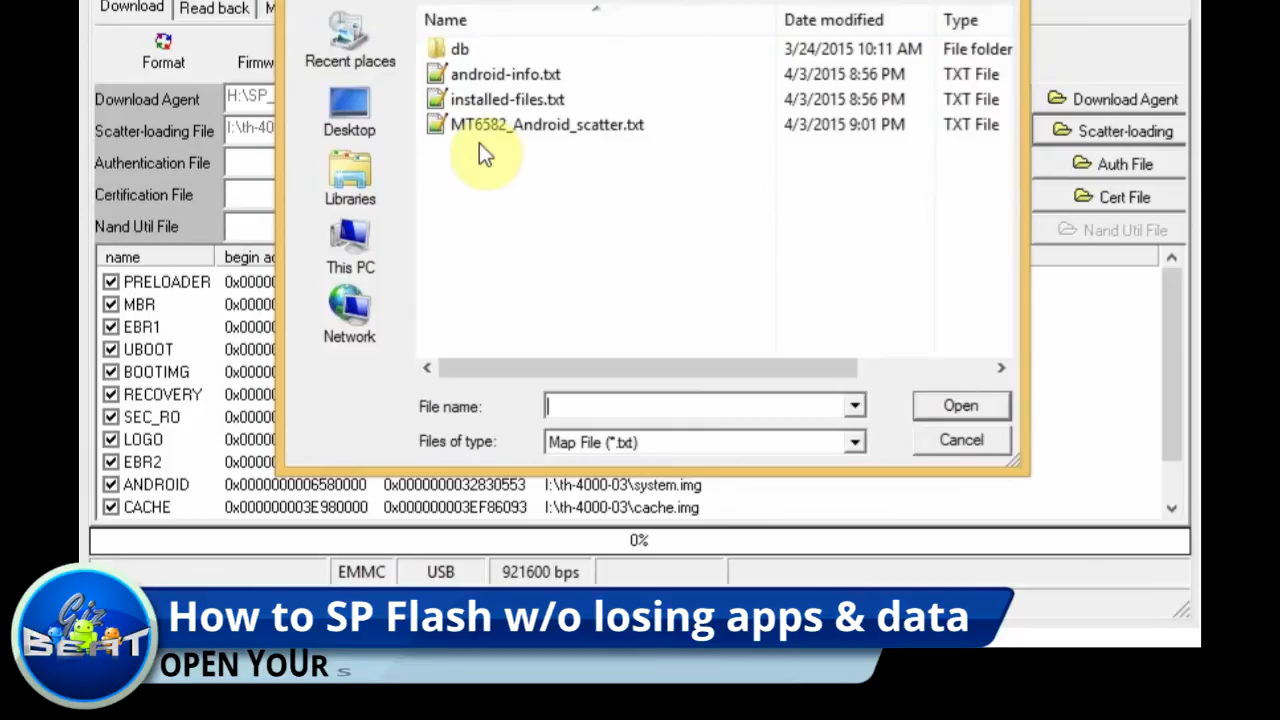 Download
Read back
M
Format
Firmw
Download Agent
H:\SP_
Scatter-loading File
I:\th-40
Authentication File
Certification File
Nand Util File
name
begin ad
PRELOADER 0x00000
MBR 0x00000
EBR1 0x00000
UBOOT 0x00000
BOOTIMG 0x00000
RECOVERY 0x00000
SEC_RO 0x00000
LOGO 0x00000
EBR2 0x00000
ANDROID 0x0000000006580000 0x0000000032830553 I:\th-4000-03\system.img
CACHE 0x000000003E980000 0x000000003EF86093 I:\th-4000-03\cache.img
Recent places
Desktop
Libraries
This PC
Network
Name Date modified Type
db 3/24/2015 10:11 AM File folder
android-info.txt 4/3/2015 8:56 PM TXT File
installed-files.txt 4/3/2015 8:56 PM TXT File
MT6582_Android_scatter.txt 4/3/2015 9:01 PM TXT File
File name:
Open
Files of type: Map File (*.txt)
Cancel
Download Agent
Scatter-loading
Auth File
Cert File
Nand Util File
0%
EMMC USB 921600 bps
Giz
BEAT
How to SP Flash w/o losing apps & data
OPEN YOUR S